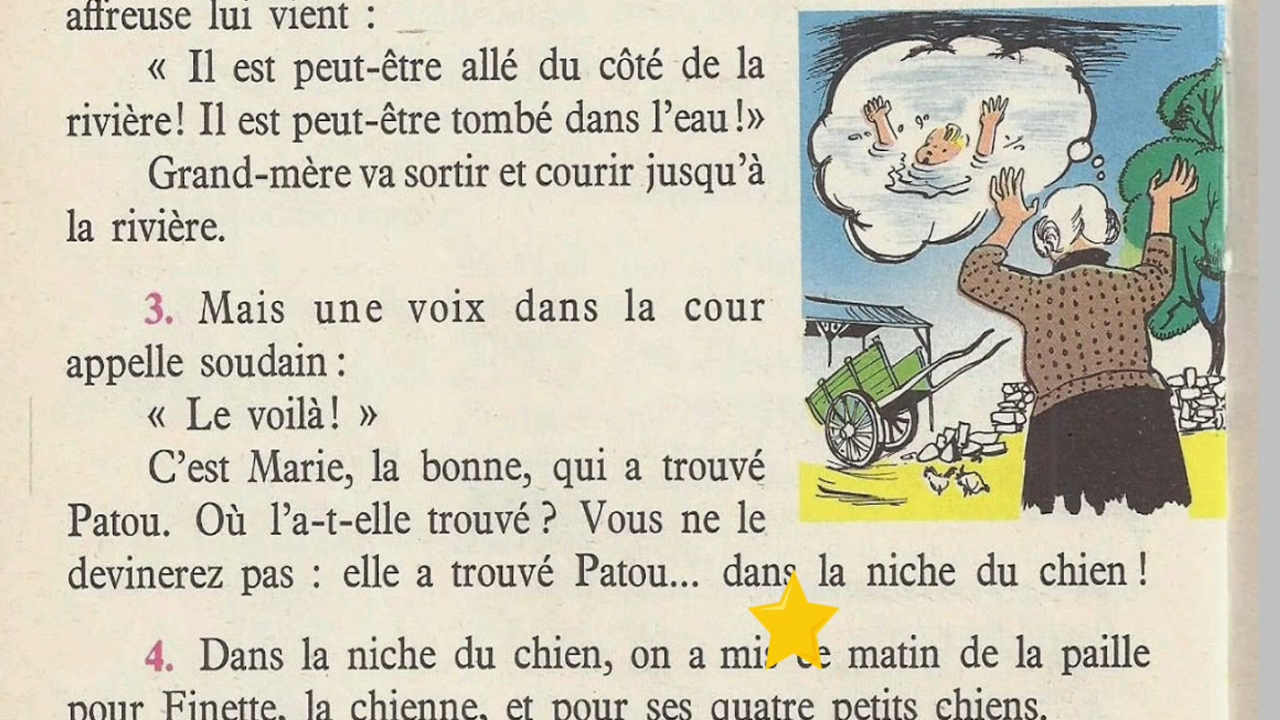 affreuse lui vient :
« Il est peut-être allé du côté de la
rivière! Il est peut-être tombé dans l'eau!»
Grand-mère va sortir et courir jusqu'à
la rivière.
3. Mais une voix dans la cour
appelle soudain :
« Le voilà! »
C'est Marie, la bonne, qui a trouvé
Patou. Où l'a-t-elle trouvé ? Vous ne le
devinerez pas : elle a trouvé Patou... dans la niche du chien !
4. Dans la niche du chien, on a mis ce matin de la paille
pour Finette, la chienne, et pour ses quatre petits chiens.